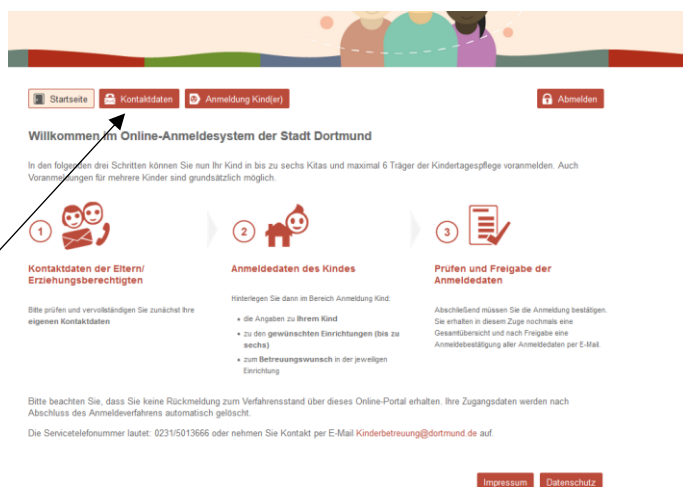 Startseite Kontaktdaten Anmeldung Kind(er) Abmelden
Willkommen im Online-Anmeldesystem der Stadt Dortmund
In den folgenden drei Schritten können Sie nun Ihr Kind in bis zu sechs Kitas und maximal 6 Träger der Kindertagespflege voranmelden. Auch
Voranmeldungen für mehrere Kinder sind grundsätzlich möglich.
1
Kontaktdaten der Eltern/
Erziehungsberechtigten
Bitte prüfen und vervollständigen Sie zunächst Ihre
eigenen Kontaktdaten
2
Anmeldedaten des Kindes
Hinterlegen Sie dann im Bereich Anmeldung Kind:
• die Angaben zu Ihrem Kind
• zu den gewünschten Einrichtungen (bis zu
sechs)
• zum Betreuungswunsch in der jeweiligen
Einrichtung
3
Prüfen und Freigabe der
Anmeldedaten
Abschließend müssen Sie die Anmeldung bestätigen.
Sie erhalten in diesem Zuge nochmals eine
Gesamtübersicht und nach Freigabe eine
Anmeldebestätigung aller Anmeldedaten per E-Mail.
Bitte beachten Sie, dass Sie keine Rückmeldung zum Verfahrensstand über dieses Online-Portal erhalten. Ihre Zugangsdaten werden nach
Abschluss des Anmeldeverfahrens automatisch gelöscht.
Die Servicetelefonummer lautet: 0231/5013666 oder nehmen Sie Kontakt per E-Mail Kinderbetreuung@dortmund.de auf.
Impressum Datenschutz